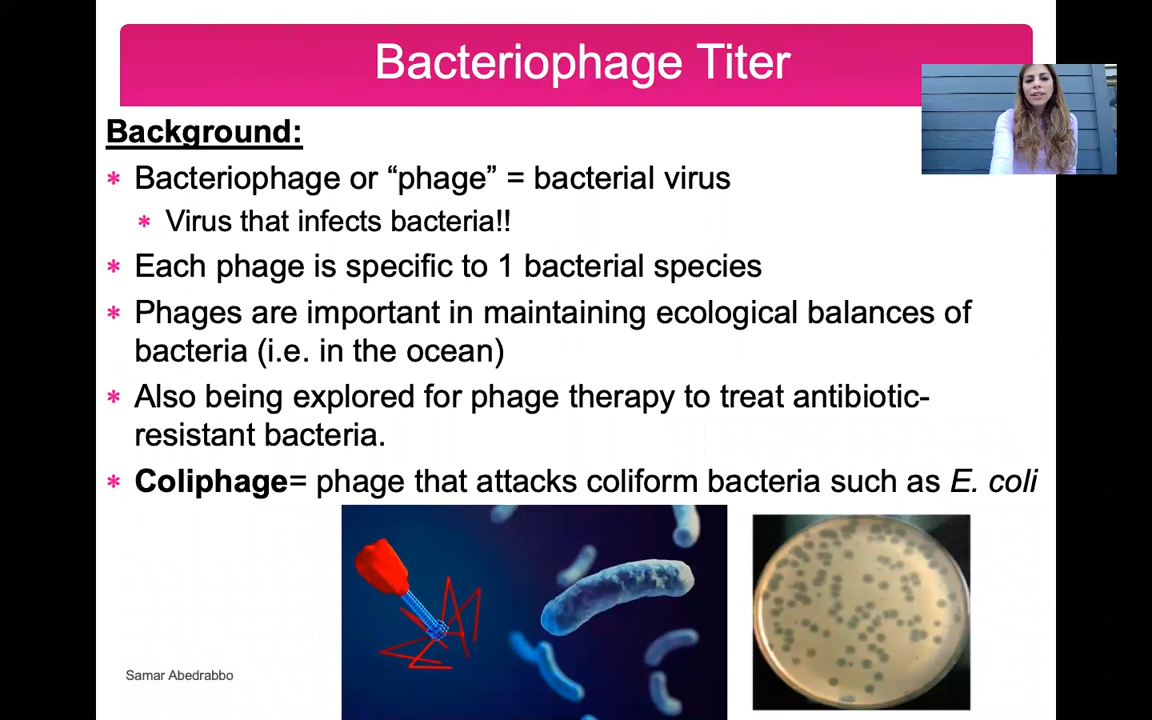 Bacteriophage Titer
Background:
* Bacteriophage or “phage” = bacterial virus
* Virus that infects bacteria!!
* Each phage is specific to 1 bacterial species
* Phages are important in maintaining ecological balances of
bacteria (i.e. in the ocean)
* Also being explored for phage therapy to treat antibiotic-
resistant bacteria.
* Coliphage= phage that attacks coliform bacteria such as E. coli
Samar Abedrabbo